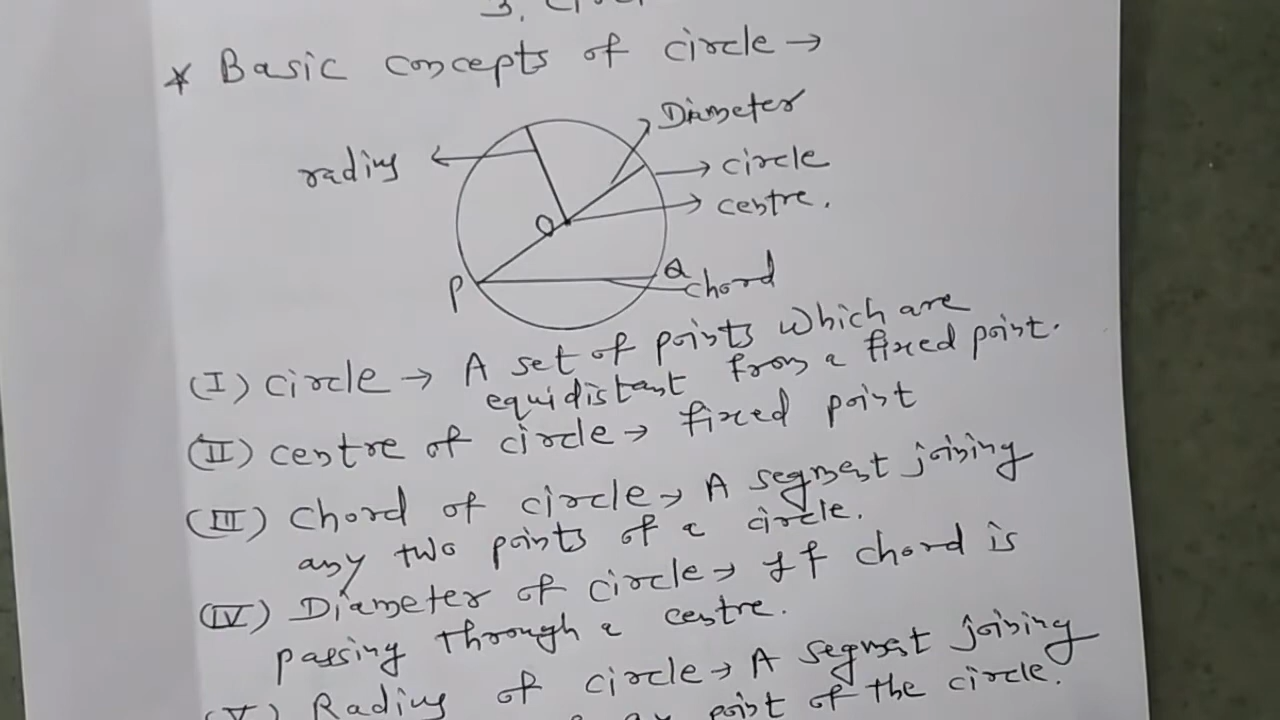 3. Circle
* Basic concepts of circle →
Diameter
radius
circle
centre.
O
P
Q
chord
(I) circle → A set of points which are
equidistant from a fixed point.
(II) centre of circle → fixed point
(III) chord of circle → A segment joining
any two points of a circle.
(IV) Diameter of circle → If chord is
passing through a centre.
(V) Radius of circle → A segment joining
point of the circle.